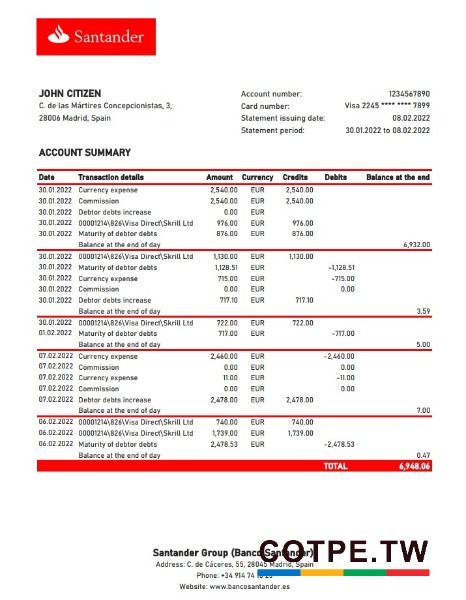 Santander
JOHN CITIZEN
C. de las Mártires Concepcionistas, 3,
28006 Madrid, Spain
Account number: 1234567890
Card number: Visa 2245 **** **** 7899
Statement issuing date: 08.02.2022
Statement period: 30.01.2022 to 08.02.2022
ACCOUNT SUMMARY
Date Transaction details Amount Currency Credits Debits Balance at the end
30.01.2022 Currency expense 2,540.00 EUR 2,540.00
30.01.2022 Commission 2,540.00 EUR 2,540.00
30.01.2022 Debtor debts increase 0.00 EUR 0.00
30.01.2022 00001214\826\Visa Direct\Skrill Ltd 976.00 EUR 976.00
30.01.2022 Maturity of debtor debts 876.00 EUR 876.00
Balance at the end of day 6,932.00
30.01.2022 00001214\826\Visa Direct\Skrill Ltd 1,130.00 EUR 1,130.00
30.01.2022 Maturity of debtor debts 1,128.51 EUR -1,128.51
30.01.2022 Currency expense 715.00 EUR -715.00
30.01.2022 Commission 0.00 EUR 0.00
30.01.2022 Debtor debts increase 717.10 EUR 717.10
Balance at the end of day 3.59
30.01.2022 00001214\826\Visa Direct\Skrill Ltd 722.00 EUR 722.00
01.02.2022 Maturity of debtor debts 717.00 EUR -717.00
Balance at the end of day 5.00
07.02.2022 Currency expense 2,460.00 EUR -2,460.00
07.02.2022 Commission 0.00 EUR 0.00
07.02.2022 Currency expense 11.00 EUR -11.00
07.02.2022 Commission 0.00 EUR 0.00
07.02.2022 Debtor debts increase 2,478.00 EUR 2,478.00
Balance at the end of day 7.00
06.02.2022 00001214\826\Visa Direct\Skrill Ltd 740.00 EUR 740.00
06.02.2022 00001214\826\Visa Direct\Skrill Ltd 1,739.00 EUR 1,739.00
06.02.2022 Maturity of debtor debts 2,478.53 EUR -2,478.53
Balance at the end of day 0.47
TOTAL 6,948.06
Santander Group (Banco Santander)
GOTPE.TW
Address: C. de Cáceres, 55, 28045 Madrid, Spain
Phone: +34 914 74
Website: www.bancosantander.com